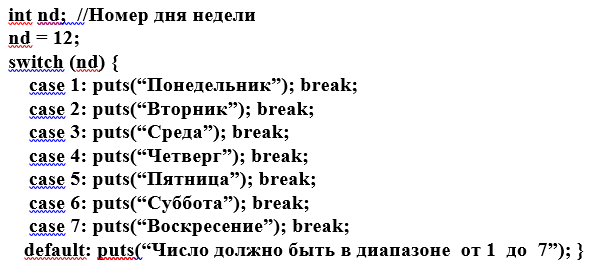 int nd;  //Номер дня недели
nd = 12;
switch (nd) {
case 1: puts(“Понедельник”); break;
case 2: puts(“Вторник”); break;
case 3: puts(“Среда”); break;
case 4: puts(“Четверг”); break;
case 5: puts(“Пятница”); break;
case 6: puts(“Суббота”); break;
case 7: puts(“Воскресение”); break;
default: puts(“Число должно быть в диапазоне  от 1  до  7”); }